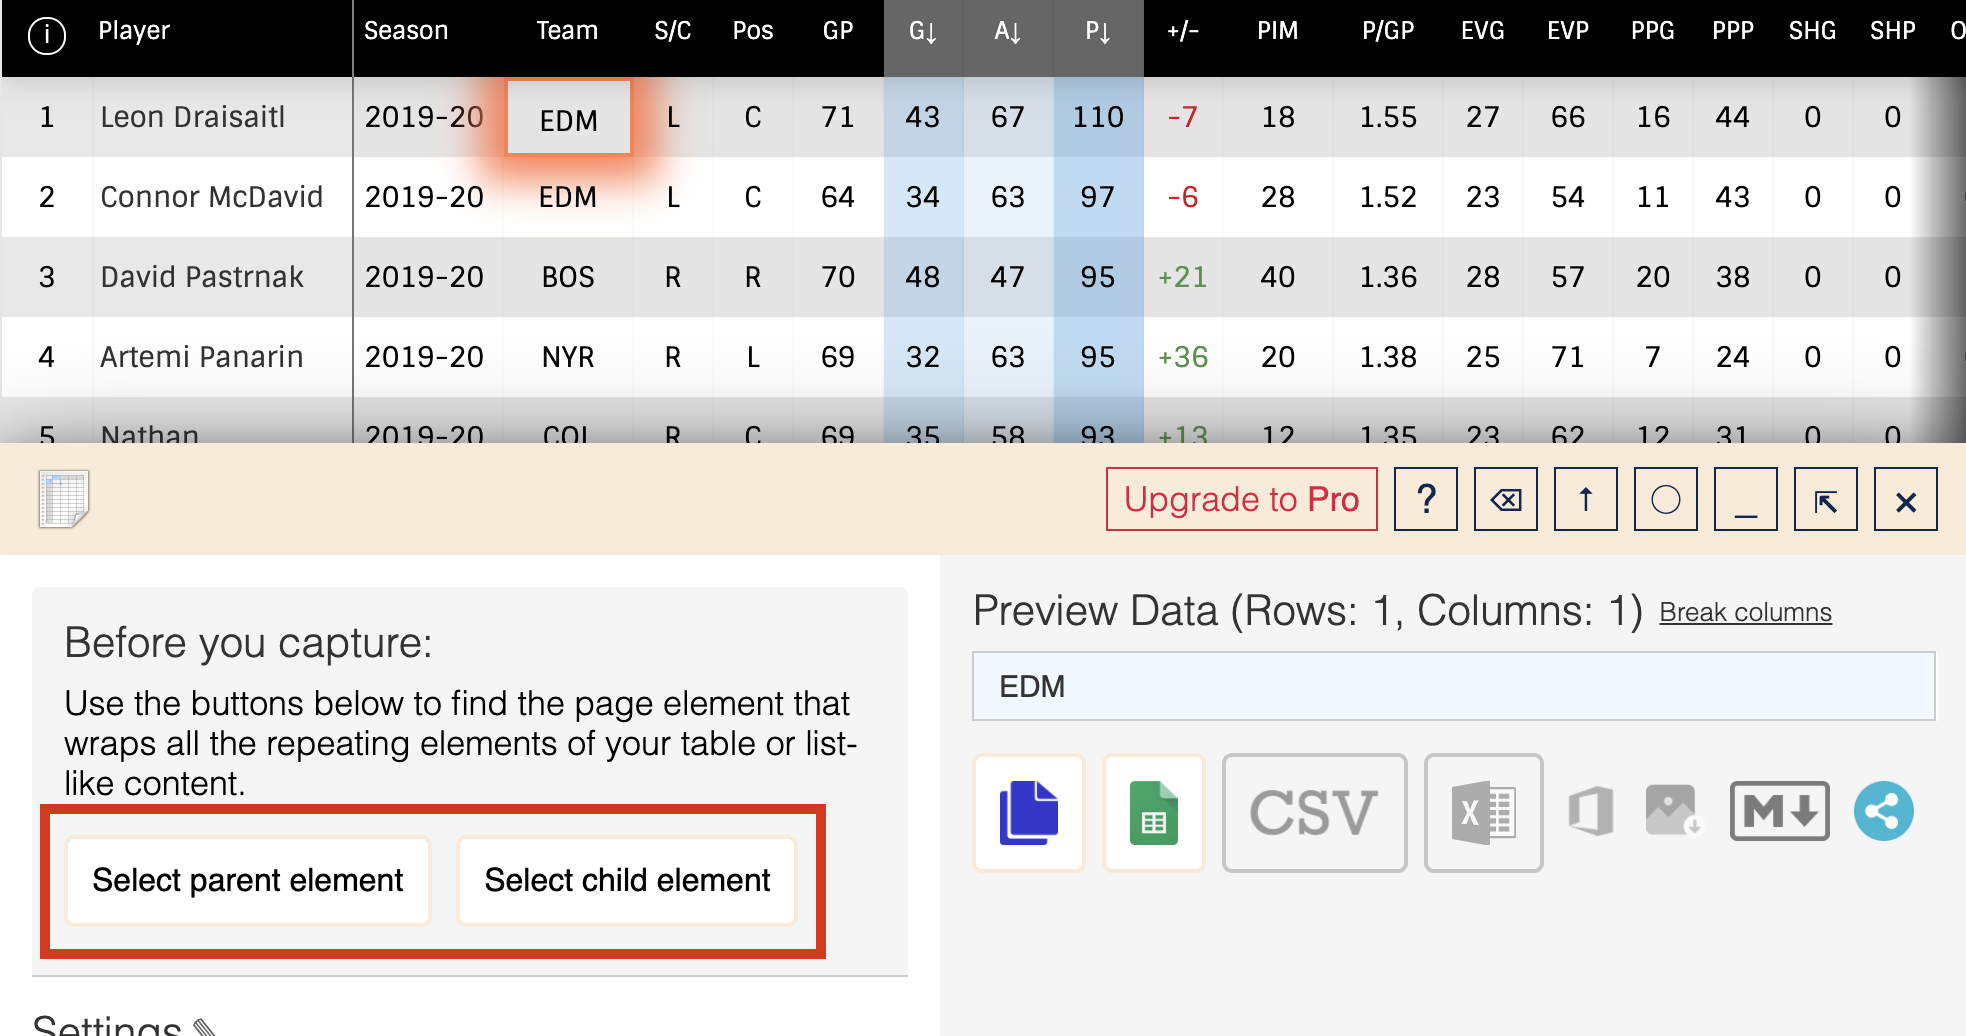 i Player Season Team S/C Pos GP G↓ A↓ P↓ +/- PIM P/GP EVG EVP PPG PPP SHG SHP O
1 Leon Draisaitl 2019-20 EDM L C 71 43 67 110 -7 18 1.55 27 66 16 44 0 0
2 Connor McDavid 2019-20 EDM L C 64 34 63 97 -6 28 1.52 23 54 11 43 0 0
3 David Pastrnak 2019-20 BOS R R 70 48 47 95 +21 40 1.36 28 57 20 38 0 0
4 Artemi Panarin 2019-20 NYR R L 69 32 63 95 +36 20 1.38 25 71 7 24 0 0
5 Nathan 2019-20 COL R C 69 35 58 93 +13 12 1.35 23 62 12 31 0 0
Upgrade to Pro ?
Before you capture:
Use the buttons below to find the page element that
wraps all the repeating elements of your table or list-
like content.
Select parent element Select child element
Settings
Preview Data (Rows: 1, Columns: 1) Break columns
EDM
CSV X M↓